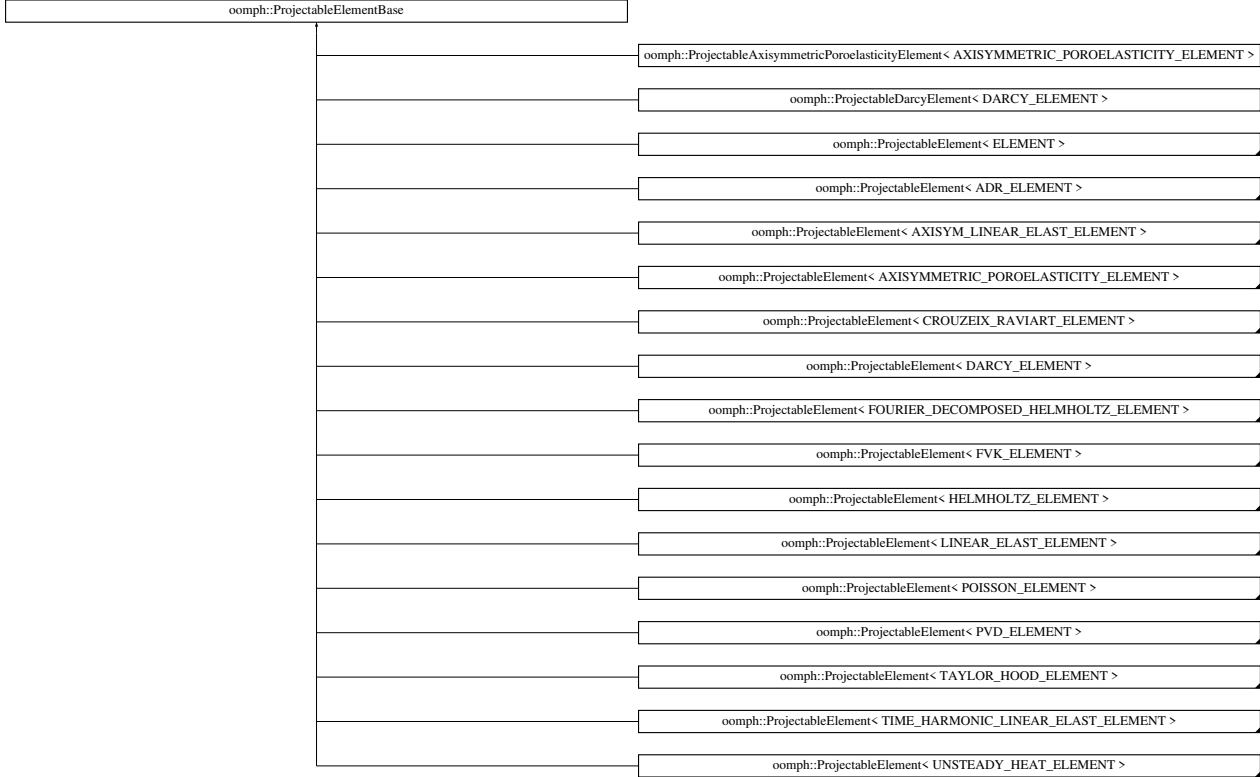 oomph::ProjectableElementBase
oomph::ProjectableAxisymmetricPoroelasticityElement< AXISYMMETRIC_POROELASTICITY_ELEMENT >
oomph::ProjectableDarcyElement< DARCY_ELEMENT >
oomph::ProjectableElement< ELEMENT >
oomph::ProjectableElement< ADR_ELEMENT >
oomph::ProjectableElement< AXISYM_LINEAR_ELAST_ELEMENT >
oomph::ProjectableElement< AXISYMMETRIC_POROELASTICITY_ELEMENT >
oomph::ProjectableElement< CROUZEIX_RAVIART_ELEMENT >
oomph::ProjectableElement< DARCY_ELEMENT >
oomph::ProjectableElement< FOURIER_DECOMPOSED_HELMHOLTZ_ELEMENT >
oomph::ProjectableElement< FVK_ELEMENT >
oomph::ProjectableElement< HELMHOLTZ_ELEMENT >
oomph::ProjectableElement< LINEAR_ELAST_ELEMENT >
oomph::ProjectableElement< POISSON_ELEMENT >
oomph::ProjectableElement< PVD_ELEMENT >
oomph::ProjectableElement< TAYLOR_HOOD_ELEMENT >
oomph::ProjectableElement< TIME_HARMONIC_LINEAR_ELAST_ELEMENT >
oomph::ProjectableElement< UNSTEADY_HEAT_ELEMENT >